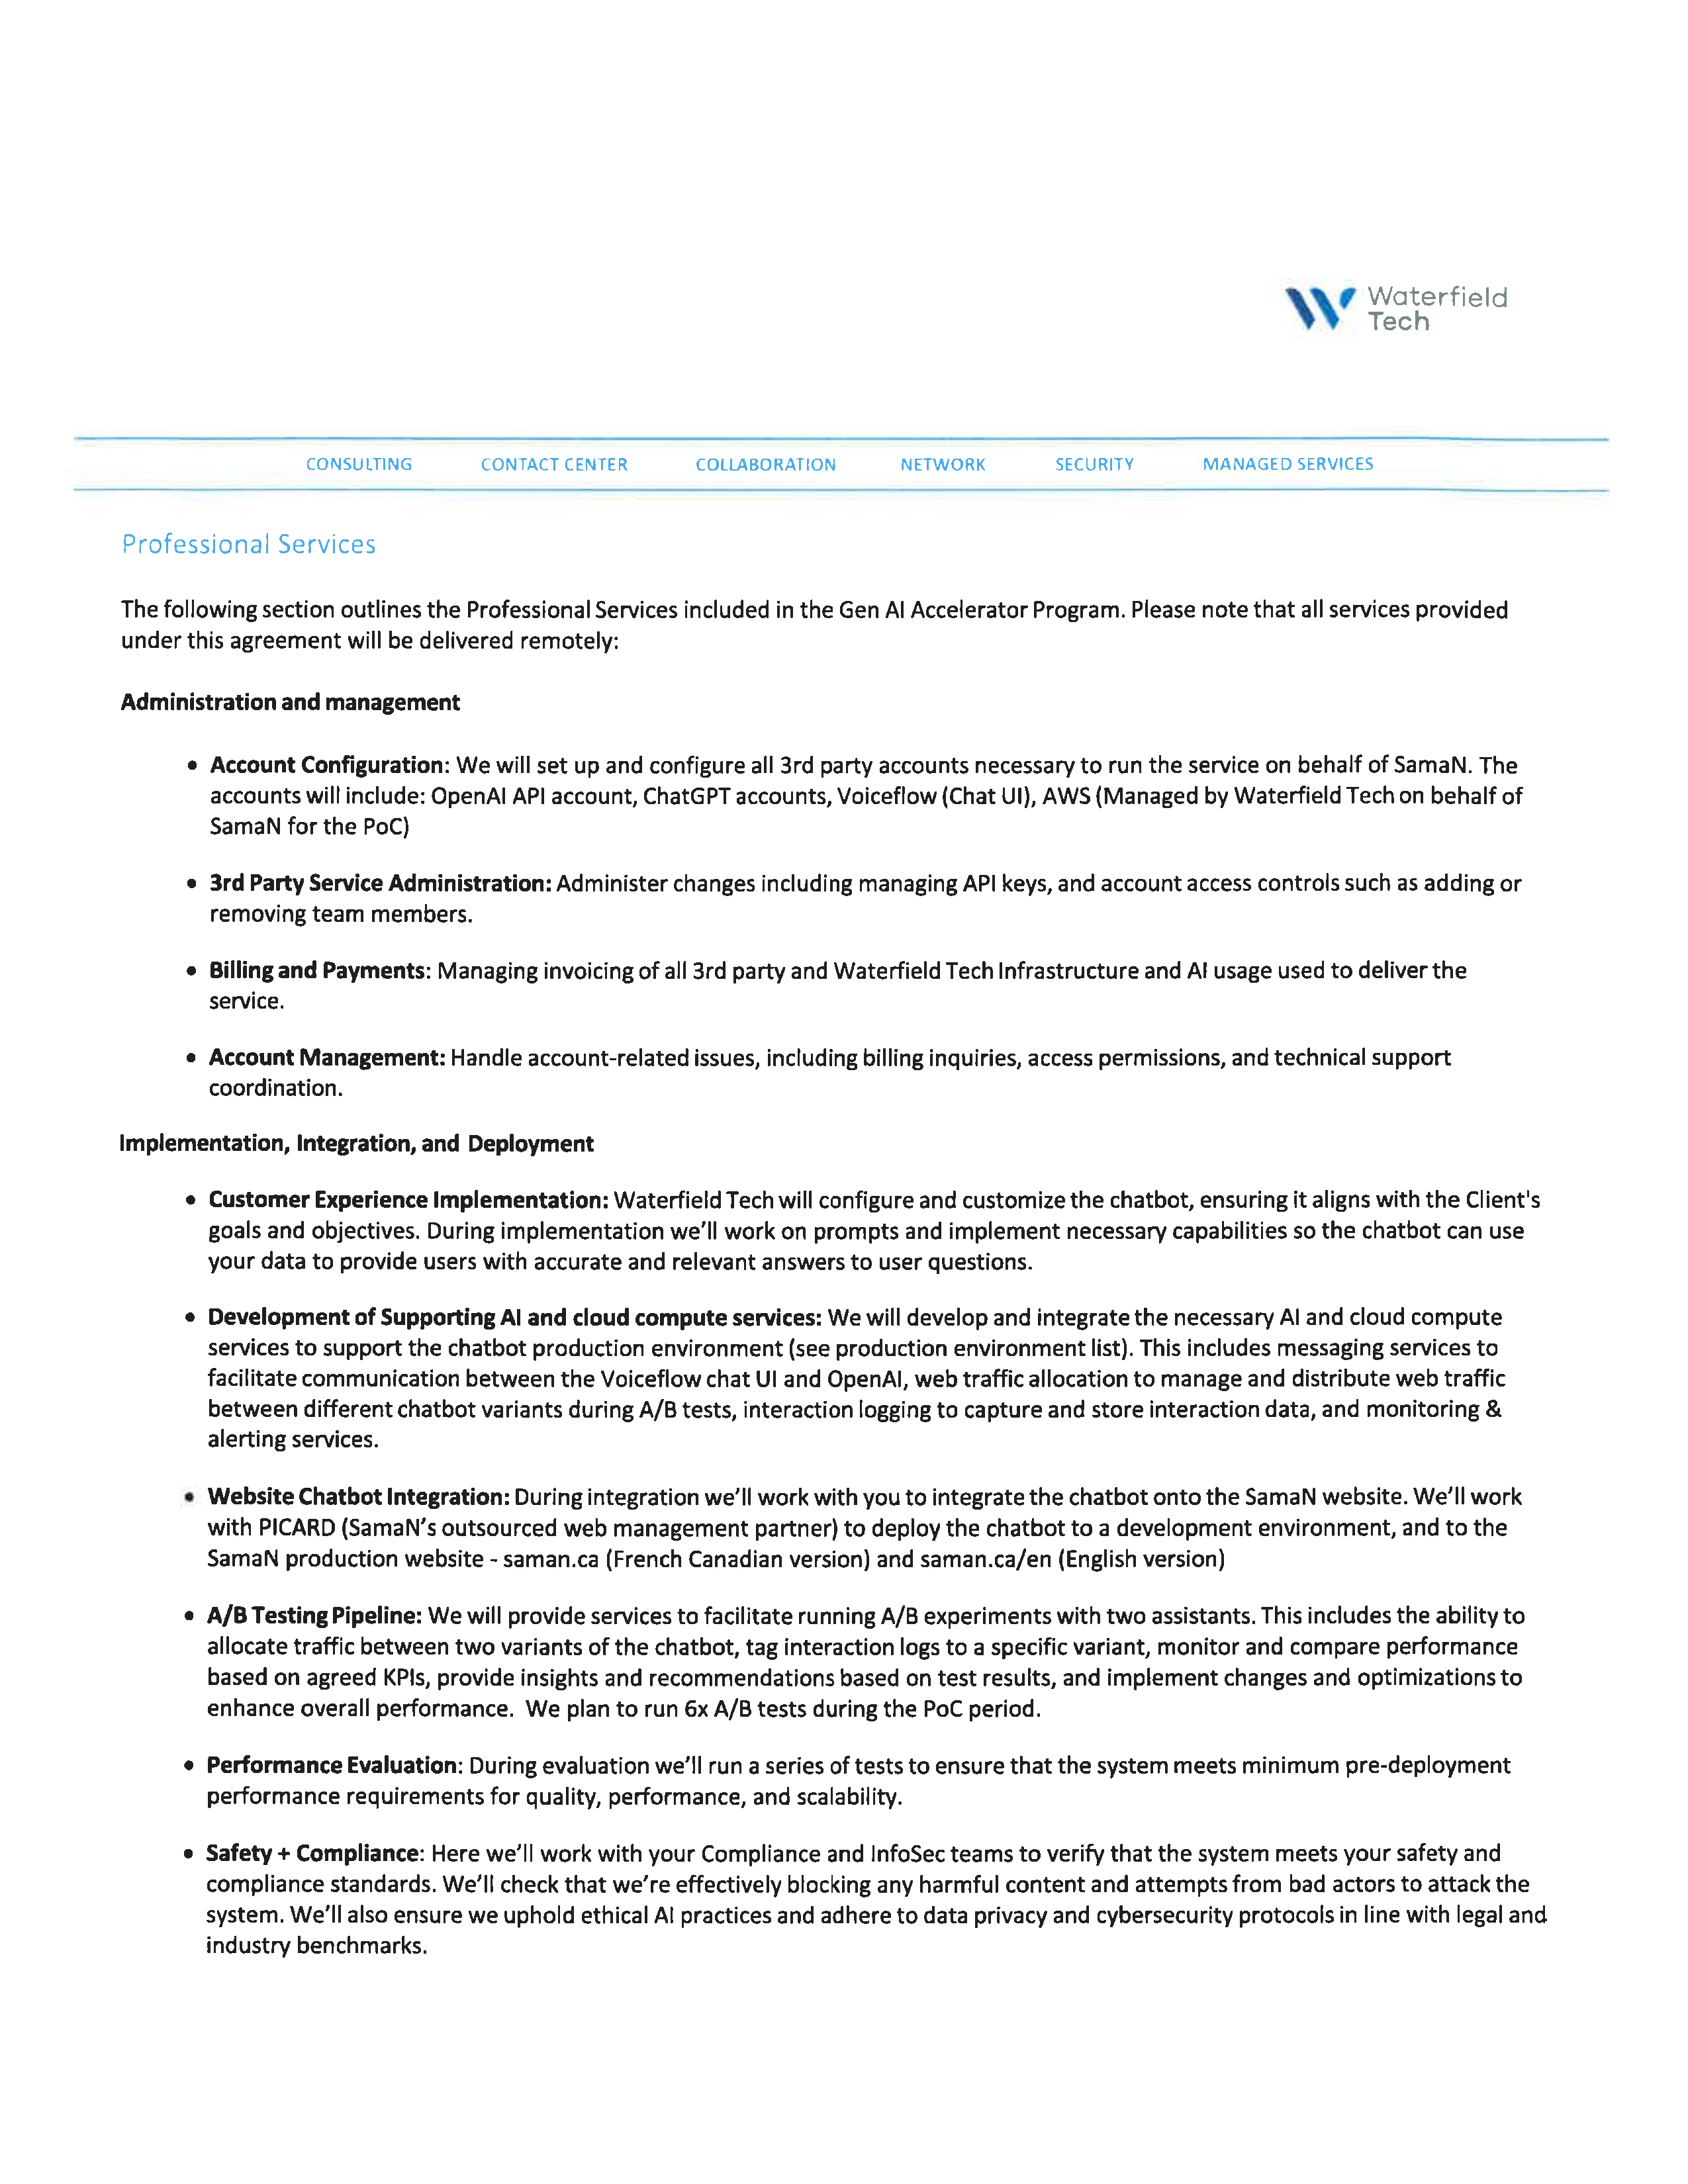 Waterfield
Tech
CONSULTING CONTACT CENTER COLLABORATION NETWORK SECURITY MANAGED SERVICES
Professional Services
The following section outlines the Professional Services included in the Gen AI Accelerator Program. Please note that all services provided
under this agreement will be delivered remotely:
Administration and management
• Account Configuration: We will set up and configure all 3rd party accounts necessary to run the service on behalf of SamaN. The
accounts will include: OpenAI API account, ChatGPT accounts, Voiceflow (Chat UI), AWS (Managed by Waterfield Tech on behalf of
SamaN for the PoC)
• 3rd Party Service Administration: Administer changes including managing API keys, and account access controls such as adding or
removing team members.
• Billing and Payments: Managing invoicing of all 3rd party and Waterfield Tech Infrastructure and AI usage used to deliver the
service.
• Account Management: Handle account-related issues, including billing inquiries, access permissions, and technical support
coordination.
Implementation, Integration, and Deployment
• Customer Experience Implementation: Waterfield Tech will configure and customize the chatbot, ensuring it aligns with the Client's
goals and objectives. During implementation we'll work on prompts and implement necessary capabilities so the chatbot can use
your data to provide users with accurate and relevant answers to user questions.
• Development of Supporting AI and cloud compute services: We will develop and integrate the necessary AI and cloud compute
services to support the chatbot production environment (see production environment list). This includes messaging services to
facilitate communication between the Voiceflow chat UI and OpenAI, web traffic allocation to manage and distribute web traffic
between different chatbot variants during A/B tests, interaction logging to capture and store interaction data, and monitoring &
alerting services.
• Website Chatbot Integration: During integration we'll work with you to integrate the chatbot onto the SamaN website. We'll work
with PICARD (SamaN's outsourced web management partner) to deploy the chatbot to a development environment, and to the
SamaN production website - saman.ca (French Canadian version) and saman.ca/en (English version)
• A/B Testing Pipeline: We will provide services to facilitate running A/B experiments with two assistants. This includes the ability to
allocate traffic between two variants of the chatbot, tag interaction logs to a specific variant, monitor and compare performance
based on agreed KPIs, provide insights and recommendations based on test results, and implement changes and optimizations to
enhance overall performance. We plan to run 6x A/B tests during the PoC period.
• Performance Evaluation: During evaluation we'll run a series of tests to ensure that the system meets minimum pre-deployment
performance requirements for quality, performance, and scalability.
• Safety + Compliance: Here we'll work with your Compliance and InfoSec teams to verify that the system meets your safety and
compliance standards. We'll check that we're effectively blocking any harmful content and attempts from bad actors to attack the
system. We'll also ensure we uphold ethical AI practices and adhere to data privacy and cybersecurity protocols in line with legal and
industry benchmarks.